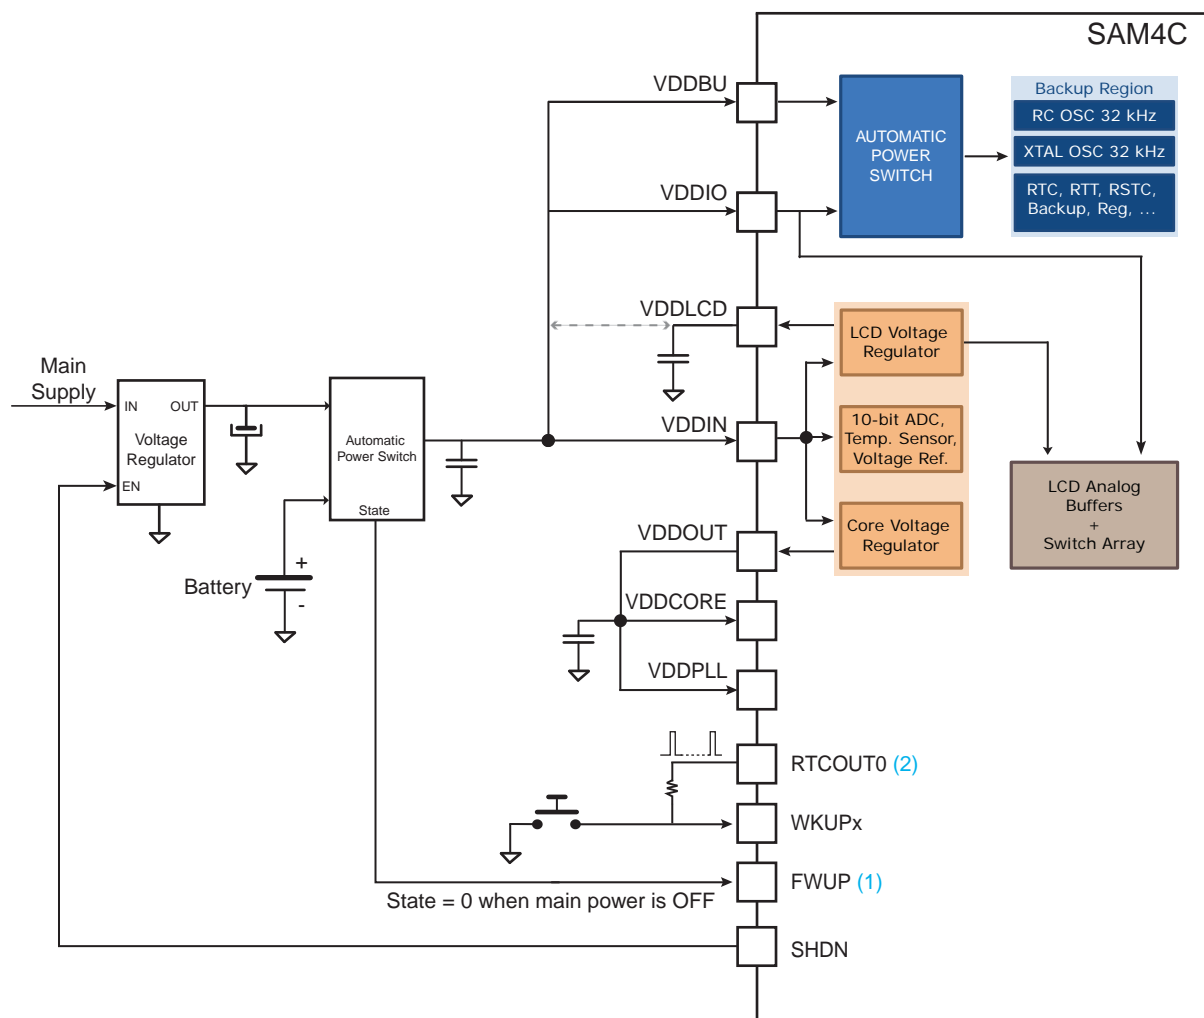 SAM4C
VDDBU
AUTOMATIC
POWER
SWITCH
Backup Region
RC OSC 32 kHz
XTAL OSC 32 kHz
RTC, RTT, RSTC,
Backup, Reg, ...
VDDIO
VDDLCD
LCD Voltage
Regulator
Main
Supply
IN
OUT
Voltage
Regulator
EN
Automatic
Power Switch
State
VDDIN
10-bit ADC,
Temp. Sensor,
Voltage Ref.
LCD Analog
Buffers
+
Switch Array
VDDOUT
Core Voltage
Regulator
Battery
+
-
VDDCORE
VDDPLL
RTCOUT0 (2)
WKUPx
FWUP (1)
State = 0 when main power is OFF
SHDN